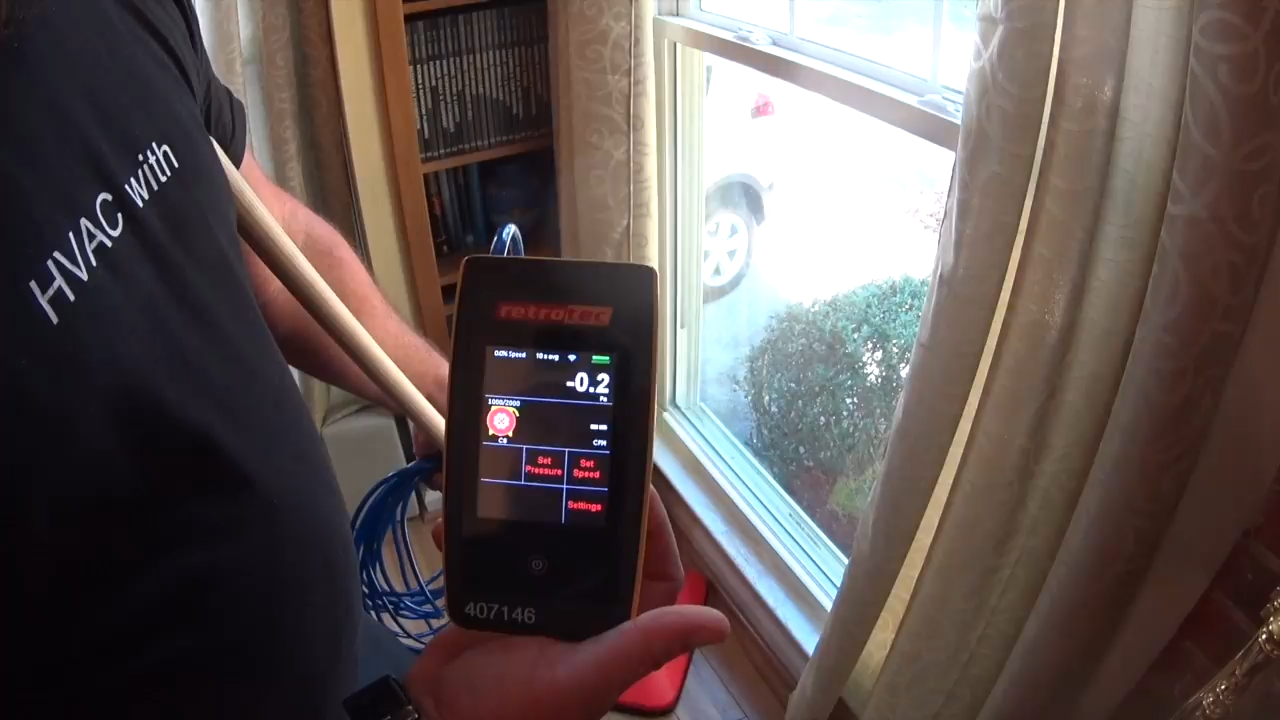 HVAC with
retrotec
0.0% Speed 10 s avg
-0.2
Pa
1000/2000
C8
CFM
Set
Pressure
Set
Speed
Settings
407146